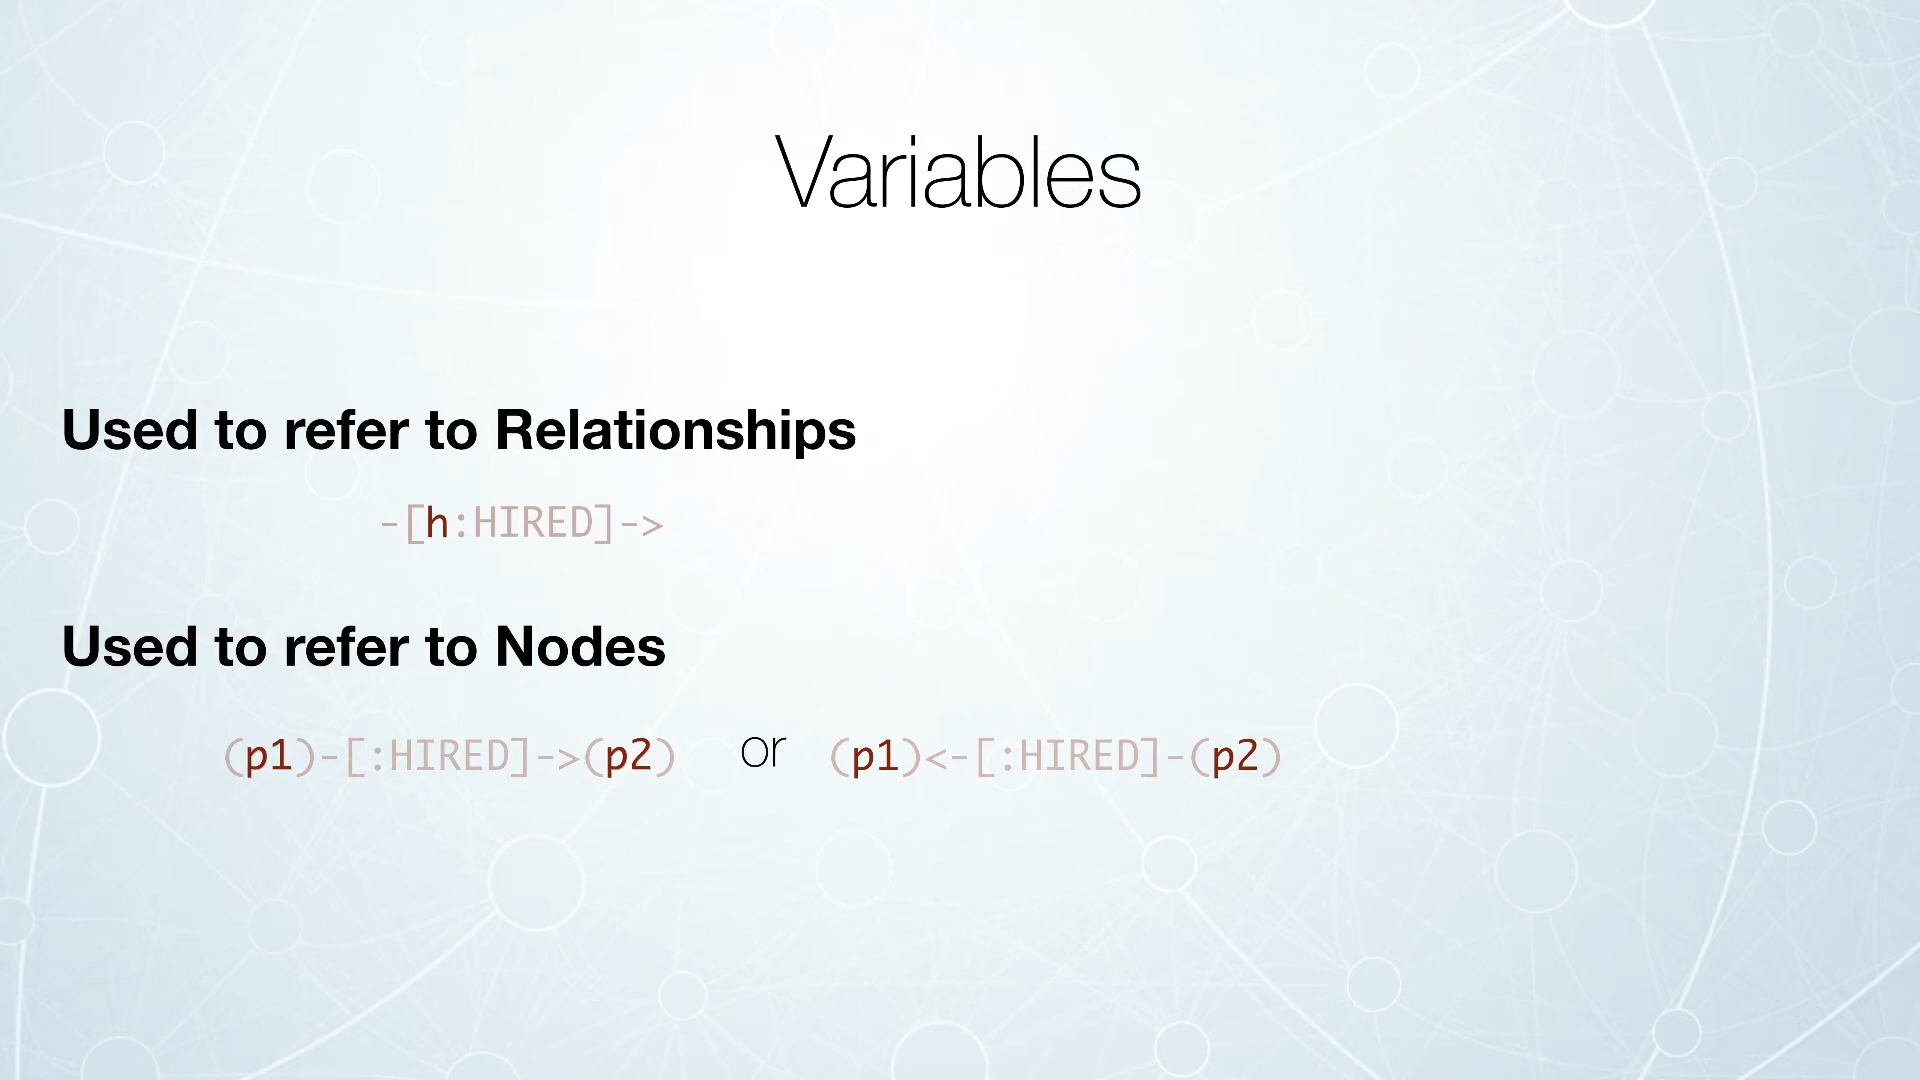 Variables
Used to refer to Relationships
-[h:HIRED]->
Used to refer to Nodes
(p1)-[:HIRED]->(p2) or (p1)<-[:HIRED]-(p2)